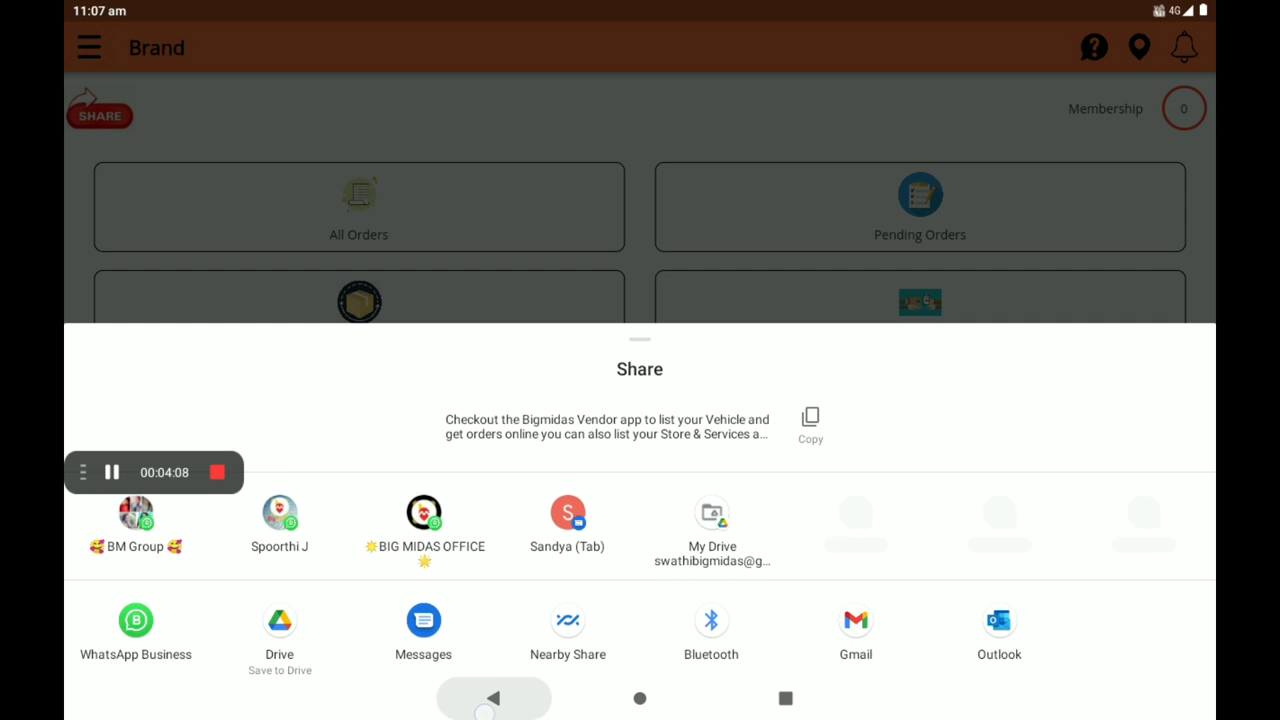 11:07 am
4G
Brand
SHARE
Membership
0
All Orders
Pending Orders
Share
Checkout the Bigmidas Vendor app to list your Vehicle and
get orders online you can also list your Store & Services a...
Copy
00:04:08
🥰 BM Group 🥰
Spoorthi J
🌟BIG MIDAS OFFICE
🌟
S
Sandya (Tab)
My Drive
swathibigmidas@g...
WhatsApp Business
Drive
Save to Drive
Messages
Nearby Share
Bluetooth
Gmail
Outlook